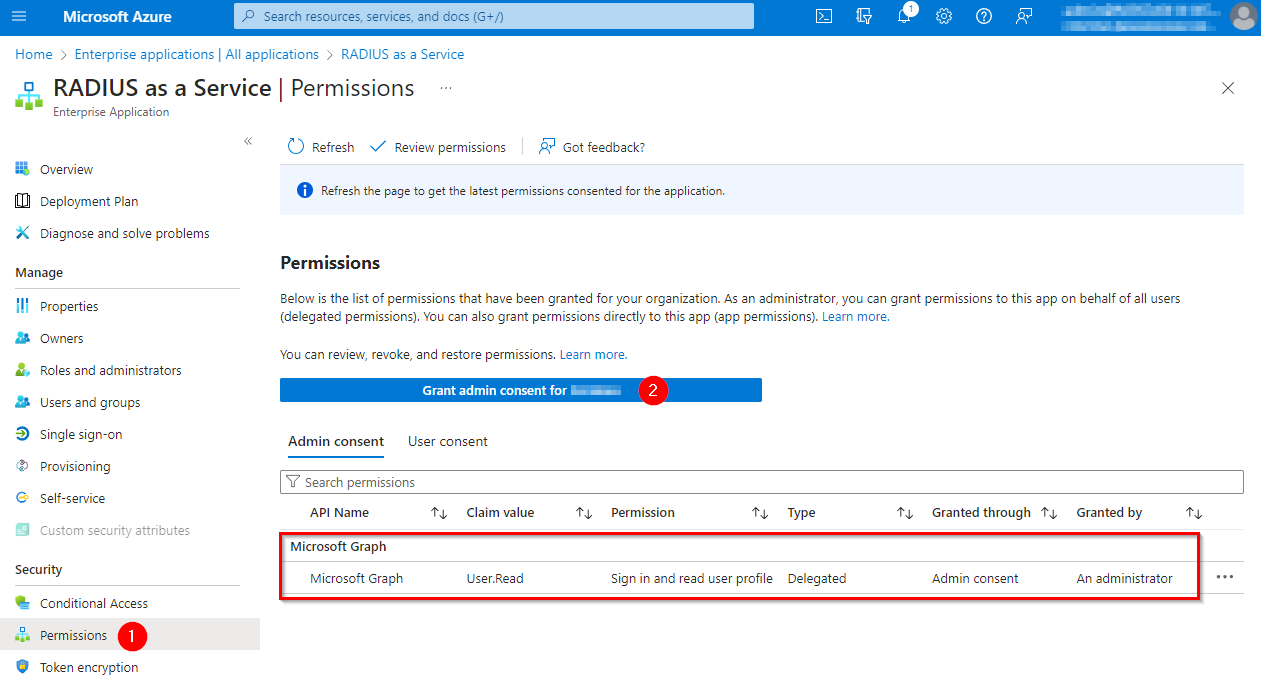 Microsoft Azure
Search resources, services, and docs (G+/)
1
Home > Enterprise applications | All applications > RADIUS as a Service
RADIUS as a Service | Permissions ...
Enterprise Application
Refresh
Review permissions
Got feedback?
Refresh the page to get the latest permissions consented for the application.
Overview
Deployment Plan
Diagnose and solve problems
Manage
Properties
Owners
Roles and administrators
Users and groups
Single sign-on
Provisioning
Self-service
Custom security attributes
Security
Conditional Access
Permissions 1
Token encryption
Permissions
Below is the list of permissions that have been granted for your organization. As an administrator, you can grant permissions to this app on behalf of all users
(delegated permissions). You can also grant permissions directly to this app (app permissions). Learn more.
You can review, revoke, and restore permissions. Learn more.
Grant admin consent for
2
Admin consent User consent
Search permissions
API Name Claim value Permission Type Granted through Granted by
Microsoft Graph
Microsoft Graph User.Read Sign in and read user profile Delegated Admin consent An administrator